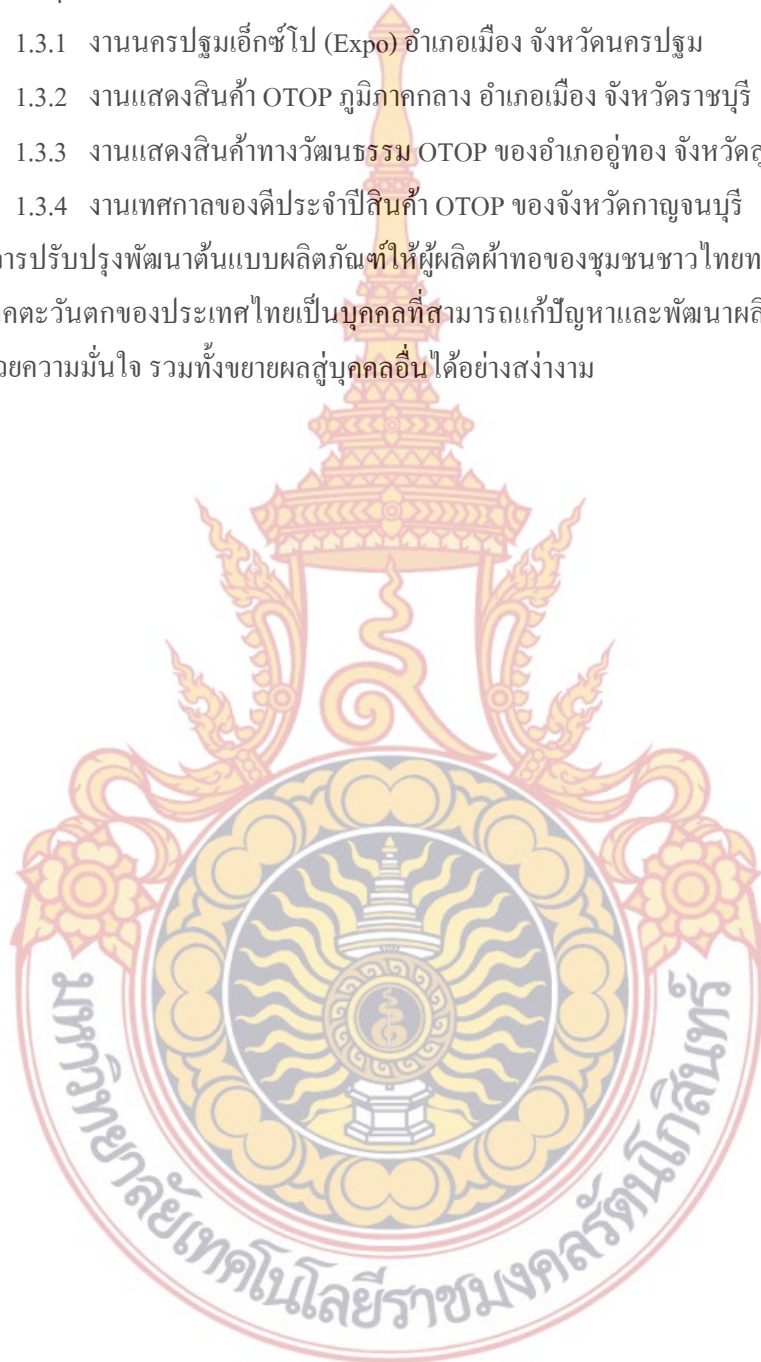 1.3.1 งานนครปฐมเอ็กซ์โป (Expo) อำเภอเมือง จังหวัดนครปฐม
1.3.2 งานแสดงสินค้า OTOP ภูมิภาคกลาง อำเภอเมือง จังหวัดราชบุรี
1.3.3 งานแสดงสินค้าทางวัฒนธรรม OTOP ของอำเภออู่ทอง จังหวัด
1.3.4 งานเทศกาลของดีประจำปีสินค้า OTOP ของจังหวัดกาญจนบุรี
การปรับปรุงพัฒนาต้นแบบผลิตภัณฑ์ให้ผู้ผลิตผ้าทอของชุมชนชาวไทย
ตะวันตกของประเทศไทยเป็นบุคคลที่สามารถแก้ปัญหาและพัฒนา
ความมั่นใจ รวมทั้งขยายผลสู่บุคคลอื่นได้อย่างสง่างาม
มหาวิทยาลัยเทคโนโลยีราชมงคลรัตนโกสินทร์